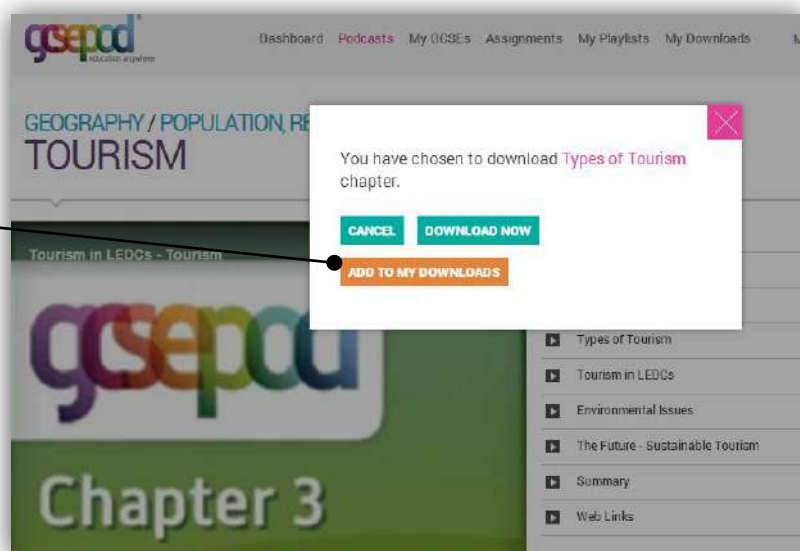 gcsepod
education anywhere
Dashboard Podcasts My GCSEs Assignments My Playlists My Downloads
GEOGRAPHY / POPULATION, RE
TOURISM
You have chosen to download Types of Tourism
chapter.
CANCEL DOWNLOAD NOW
ADD TO MY DOWNLOADS
Tourism in LEDCs - Tourism
gcsepod
Chapter 3
Types of Tourism
Tourism in LEDCs
Environmental Issues
The Future - Sustainable Tourism
Summary
Web Links